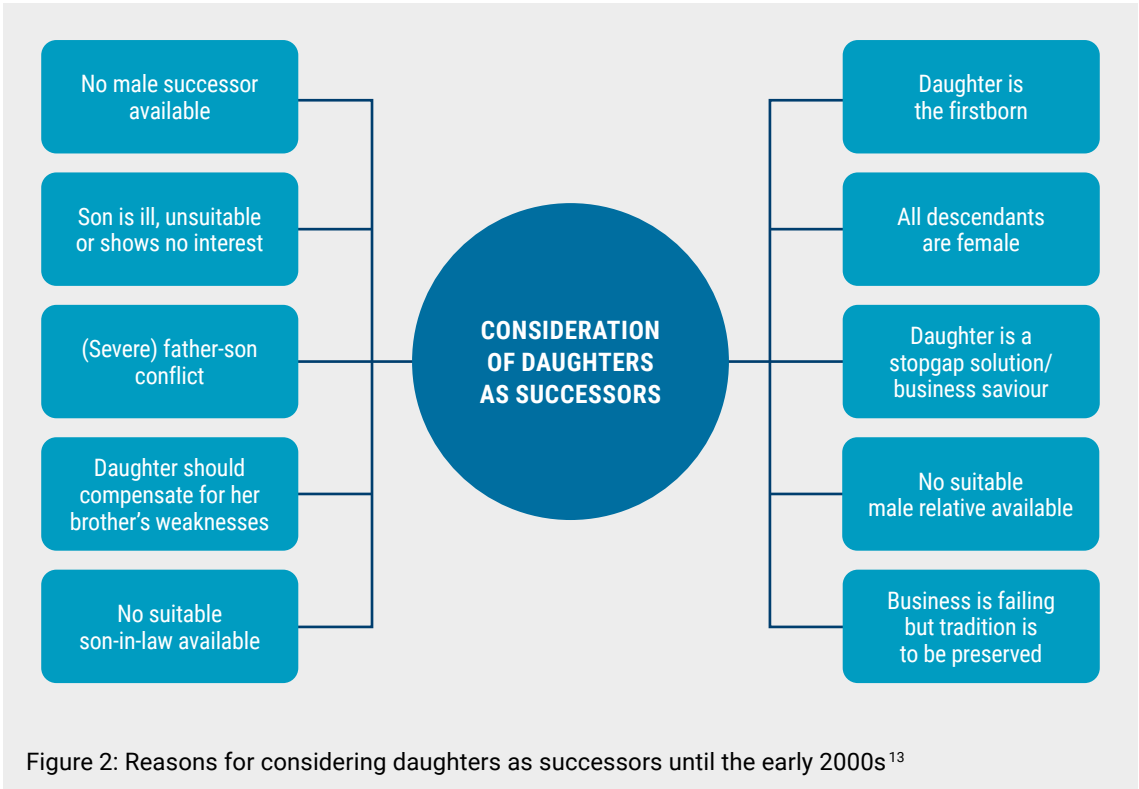 No male successor
available
Son is ill, unsuitable
or shows no interest
(Severe) father-son
conflict
Daughter should
compensate for her
brother’s weaknesses
No suitable
son-in-law available
CONSIDERATION
OF DAUGHTERS
AS SUCCESSORS
Daughter is
the firstborn
All descendants
are female
Daughter is a
stopgap solution/
business saviour
No suitable
male relative available
Business is failing
but tradition is
to be preserved
Figure 2: Reasons for considering daughters as successors until the early 2000s¹³